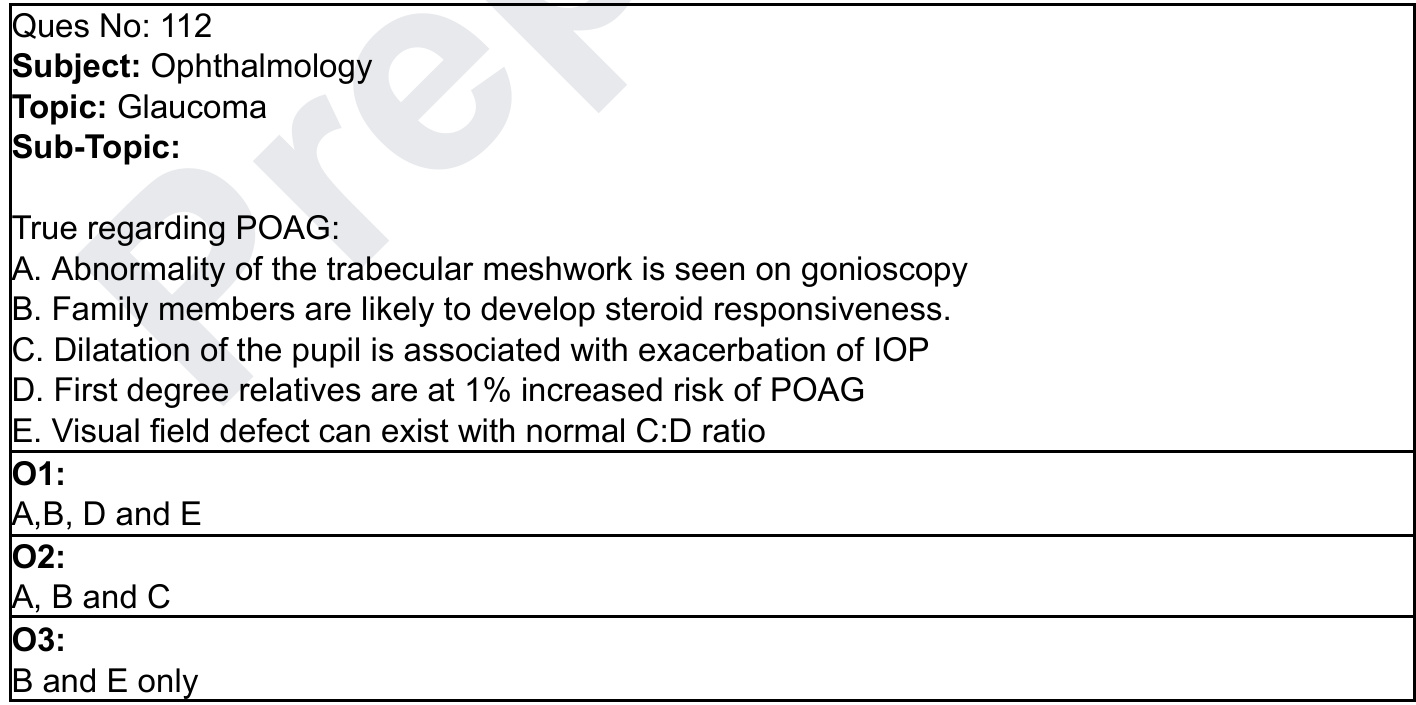 Ques No: 112
Subject: Ophthalmology
Topic: Glaucoma
Sub-Topic:
True regarding POAG:
A. Abnormality of the trabecular meshwork is seen on gonioscopy
B. Family members are likely to develop steroid responsiveness.
C. Dilatation of the pupil is associated with exacerbation of IOP
D. First degree relatives are at 1% increased risk of POAG
E. Visual field defect can exist with normal C:D ratio
O1:
A,B, D and E
O2:
A, B and C
O3:
B and E only
Prep